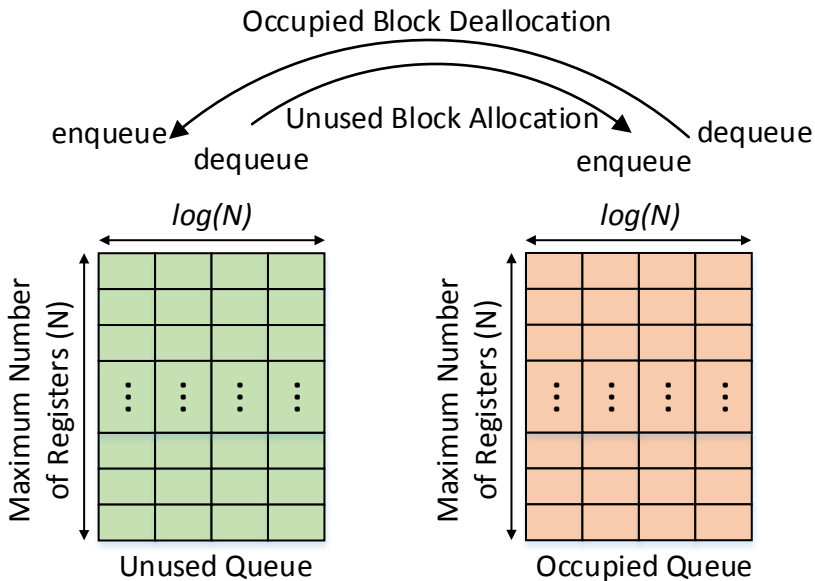 Occupied Block Deallocation
Unused Block Allocation
enqueue
dequeue
dequeue
enqueue
log(N)
log(N)
Maximum Number
of Registers (N)
Maximum Number
of Registers (N)
Unused Queue
Occupied Queue